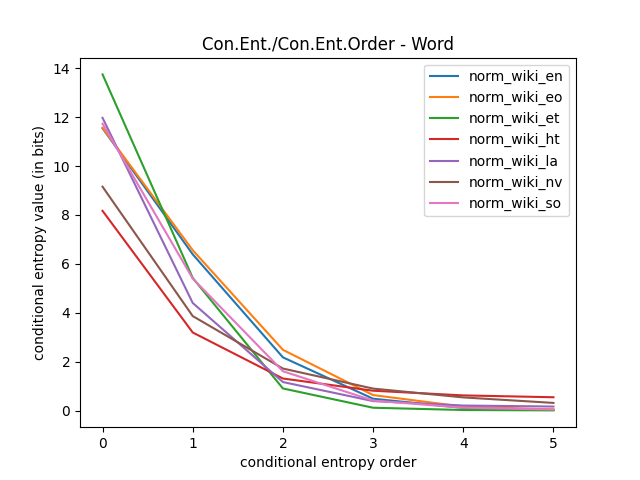 Con.Ent./Con.Ent.Order - Word
norm_wiki_en
norm_wiki_eo
norm_wiki_et
norm_wiki_ht
norm_wiki_la
norm_wiki_nv
norm_wiki_so
conditional entropy value (in bits)
14
12
10
8
6
4
2
0
0 1 2 3 4 5
conditional entropy order